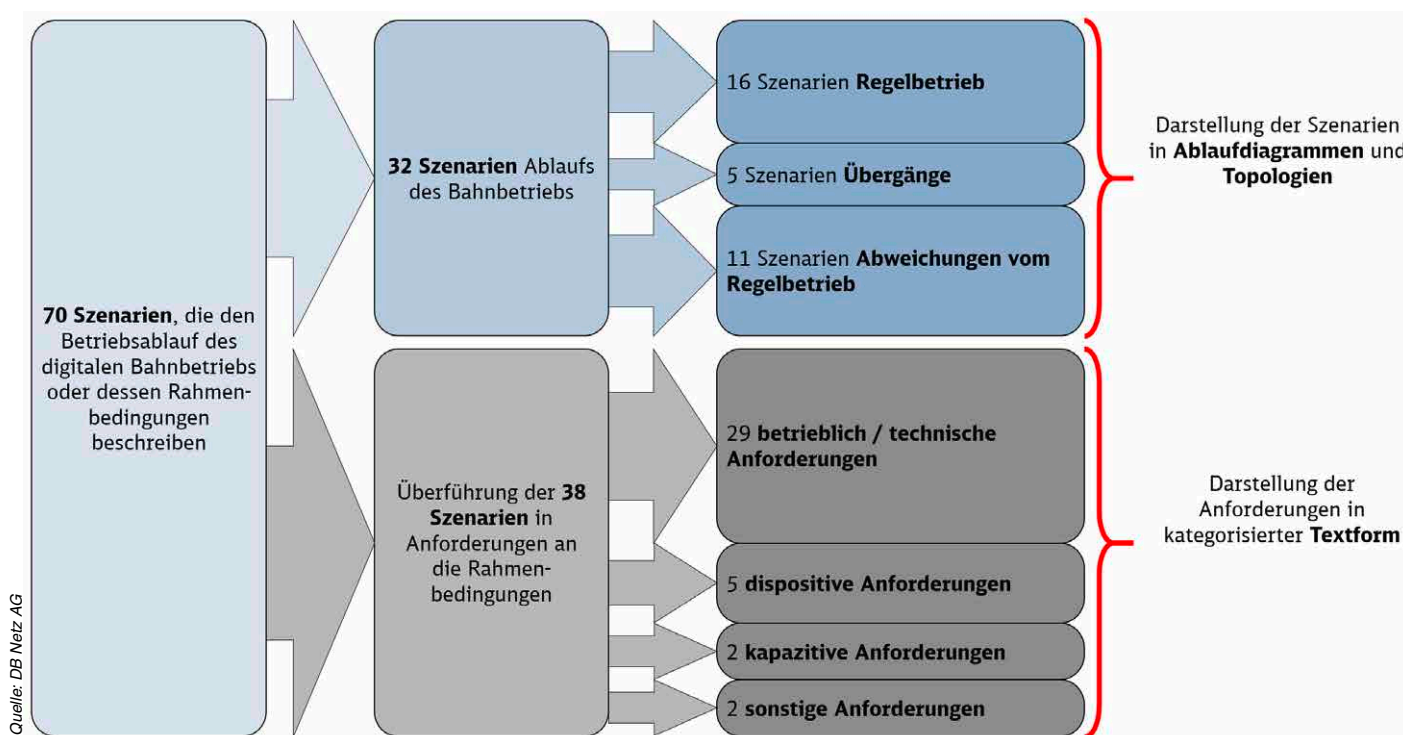 70 Szenarien, die den
Betriebsablauf des
digitalen Bahnbetriebs
oder dessen Rahmen-
bedingungen
beschreiben
32 Szenarien Ablaufs
des Bahnbetriebs
16 Szenarien Regelbetrieb
5 Szenarien Übergänge
11 Szenarien Abweichungen vom
Regelbetrieb
Darstellung der Szenarien
in Ablaufdiagrammen und
Topologien
Überführung der 38
Szenarien in
Anforderungen an
die Rahmen-
bedingungen
29 betrieblich / technische
Anforderungen
5 dispositive Anforderungen
2 kapazitive Anforderungen
2 sonstige Anforderungen
Darstellung der
Anforderungen in
kategorisierter Textform
Quelle: DB Netz AG